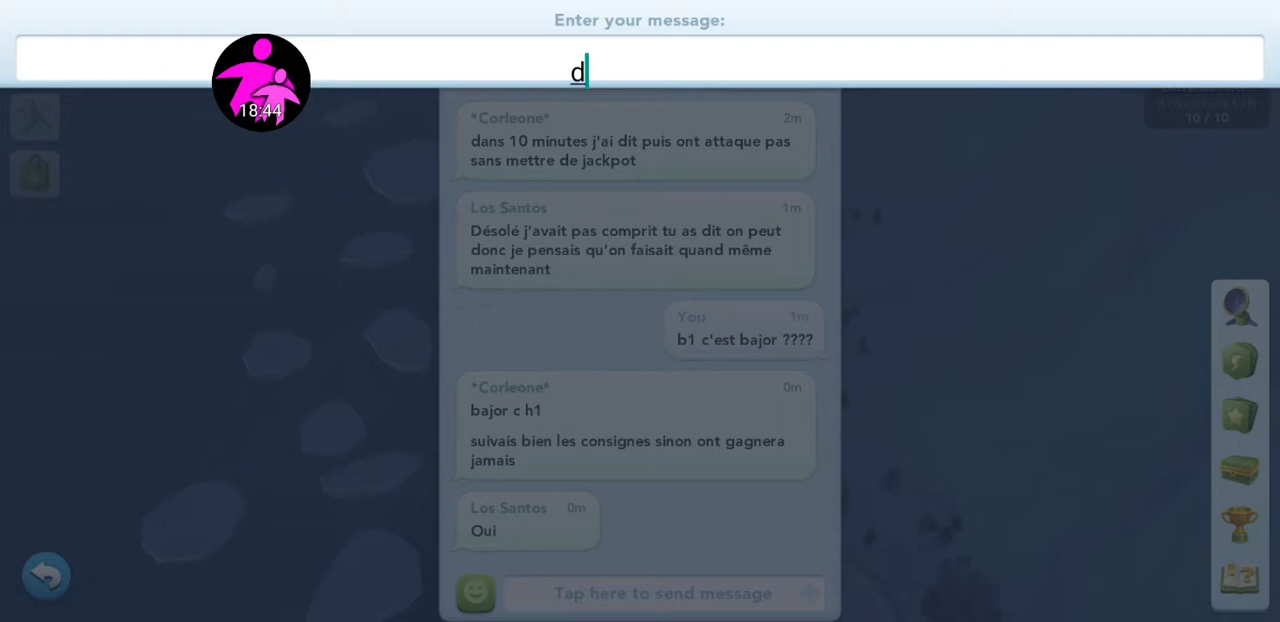 Enter your message:
d
18:44
10 / 10
*Corleone* 2m
dans 10 minutes j'ai dit puis ont attaque pas
sans mettre de jackpot
Los Santos 1m
Désolé j'avait pas comprit tu as dit on peut
donc je pensais qu'on faisait quand même
maintenant
You 1m
b1 c'est bajor ????
*Corleone* 0m
bajor c h1
suivais bien les consignes sinon ont gagnera
jamais
Los Santos 0m
Oui
Tap here to send message